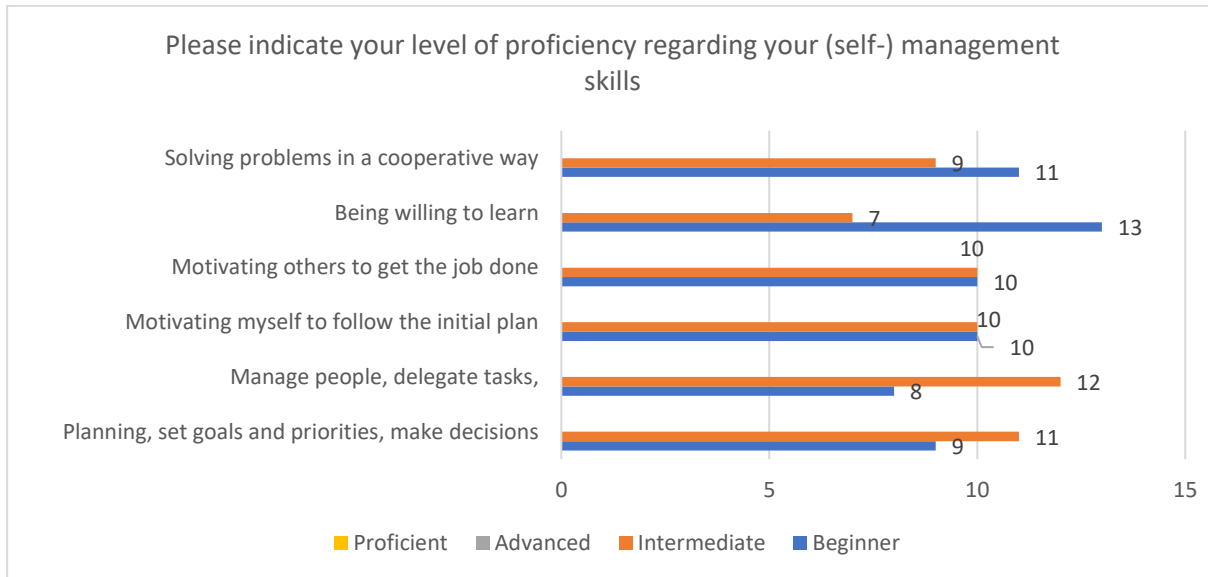 Please indicate your level of proficiency regarding your (self-) management
skills
Solving problems in a cooperative way
9
11
Being willing to learn
7
13
Motivating others to get the job done
10
10
Motivating myself to follow the initial plan
10
10
Manage people, delegate tasks,
12
8
Planning, set goals and priorities, make decisions
11
9
0 5 10 15
Proficient Advanced Intermediate Beginner